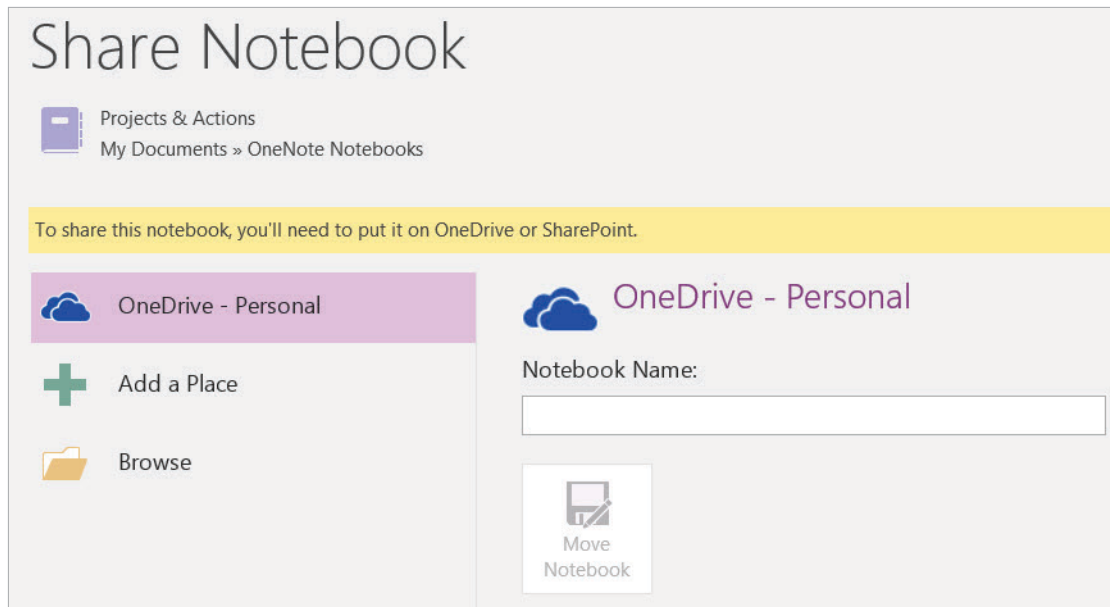 Share Notebook
Projects & Actions
My Documents » OneNote Notebooks
To share this notebook, you'll need to put it on OneDrive or SharePoint.
OneDrive - Personal
Add a Place
Browse
OneDrive - Personal
Notebook Name:
Move
Notebook